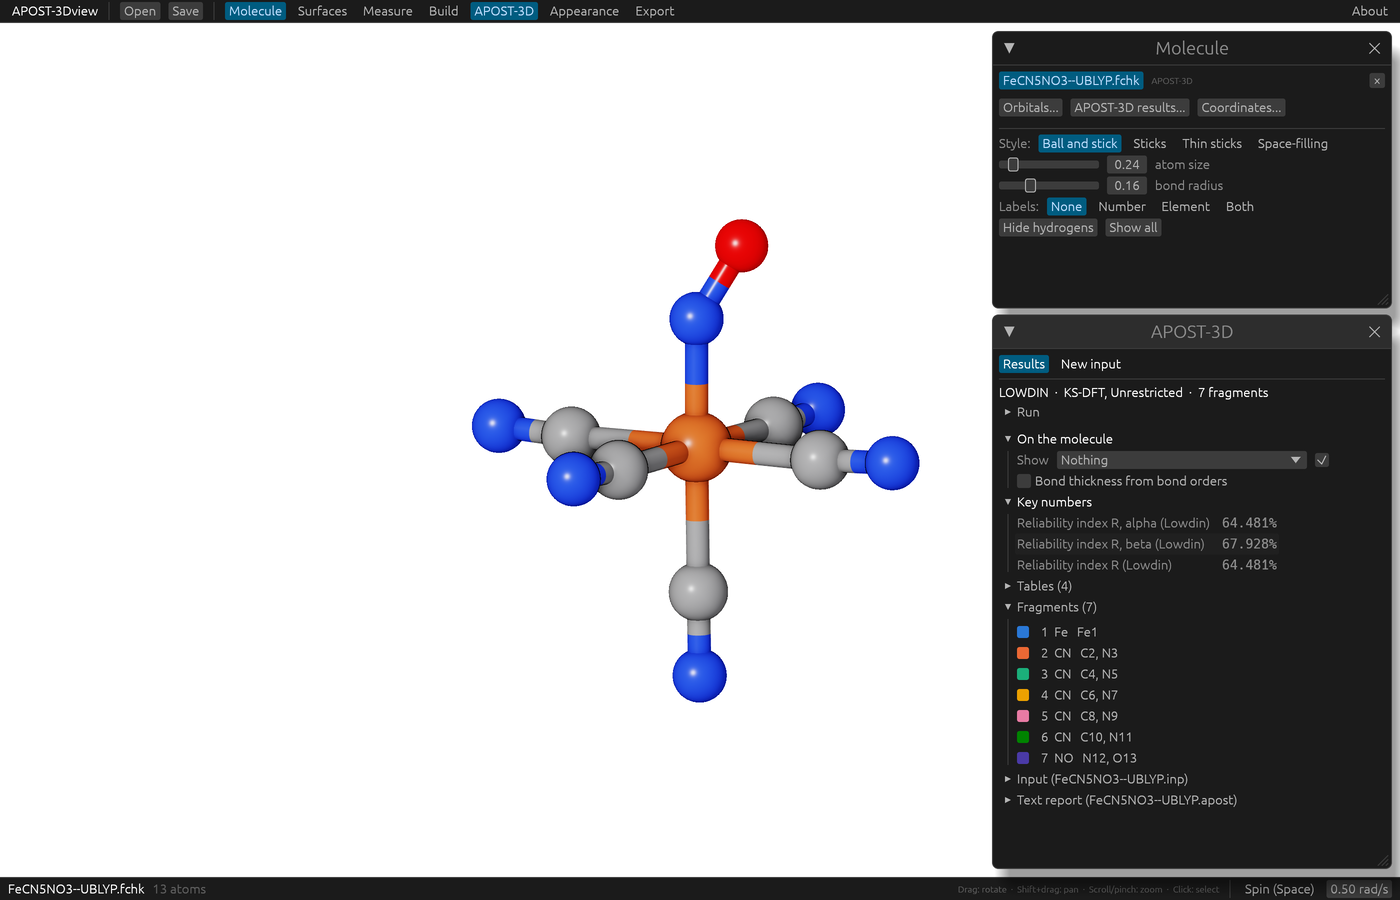 APOST-3Dview Open Save Molecule Surfaces Measure Build APOST-3D Appearance Export About
Molecule
FeCN5NO3--UBLYP.fchk APOST-3D x
Orbitals... APOST-3D results... Coordinates...
Style: Ball and stick Sticks Thin sticks Space-filling
0.24 atom size
0.16 bond radius
Labels: None Number Element Both
Hide hydrogens Show all
APOST-3D
Results New input
LOWDIN · KS-DFT, Unrestricted · 7 fragments
Run
On the molecule
Show Nothing
Bond thickness from bond orders
Key numbers
Reliability index R, alpha (Lowdin) 64.481%
Reliability index R, beta (Lowdin) 67.928%
Reliability index R (Lowdin) 64.481%
Tables (4)
Fragments (7)
1 Fe Fe1
2 CN C2, N3
3 CN C4, N5
4 CN C6, N7
5 CN C8, N9
6 CN C10, N11
7 NO N12, O13
Input (FeCN5NO3--UBLYP.inp)
Text report (FeCN5NO3--UBLYP.apost)
FeCN5NO3--UBLYP.fchk 13 atoms Drag: rotate · Shift+drag: pan · Scroll/pinch: zoom · Click: select Spin (Space) 0.50 rad/s